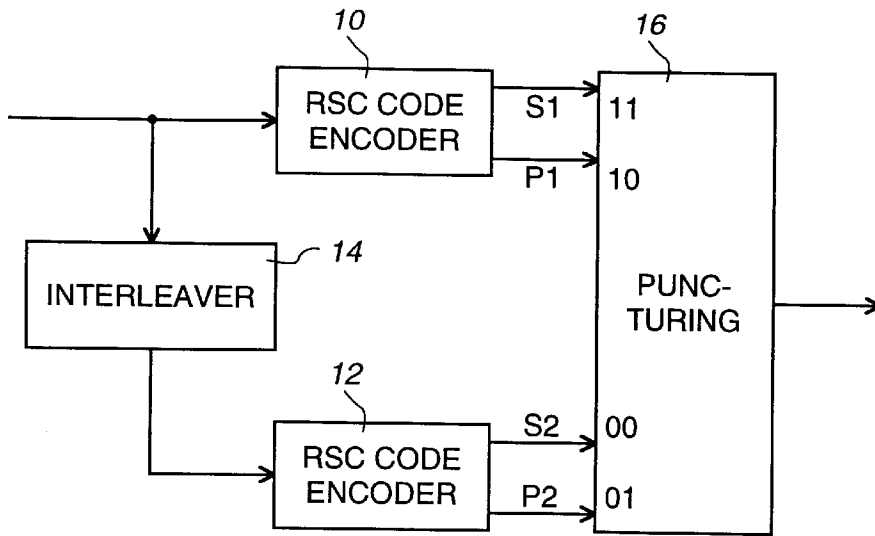 10
16
RSC CODE
ENCODER
S1
11
P1
10
14
INTERLEAVER
PUNC-
TURING
12
RSC CODE
ENCODER
S2
00
P2
01